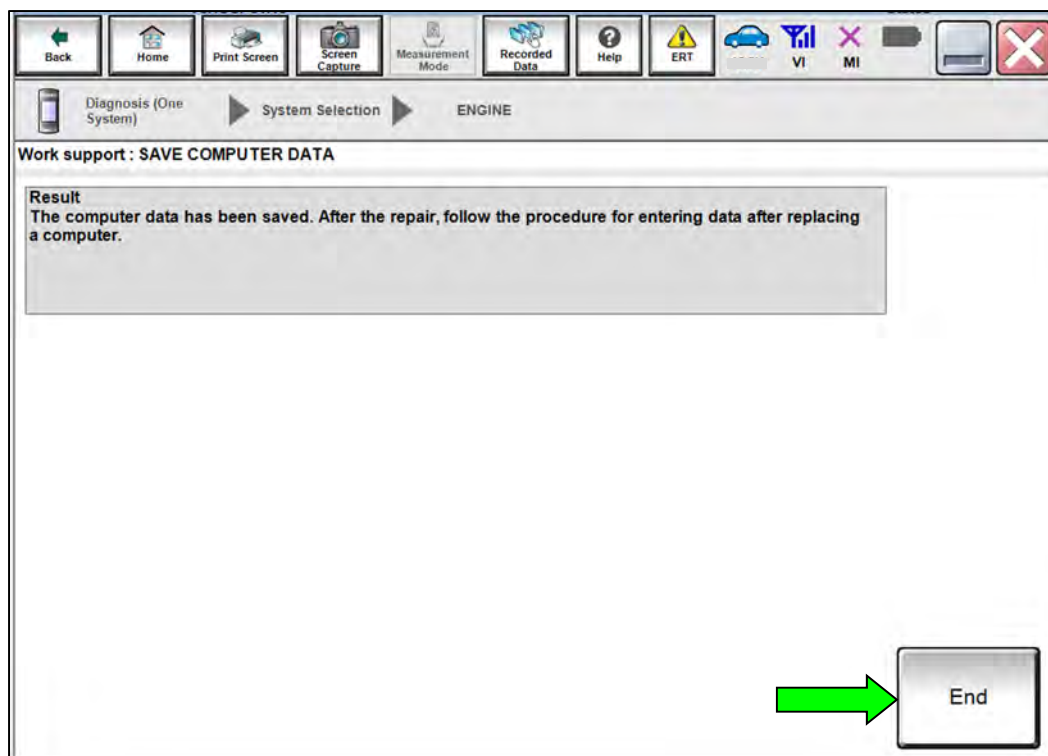 Back
Home
Print Screen
Screen
Capture
Measurement
Mode
Recorded
Data
Help
ERT
VI
MI
Diagnosis (One
System)
System Selection
ENGINE
Work support : SAVE COMPUTER DATA
Result
The computer data has been saved. After the repair, follow the procedure for entering data after replacing
a computer.
End